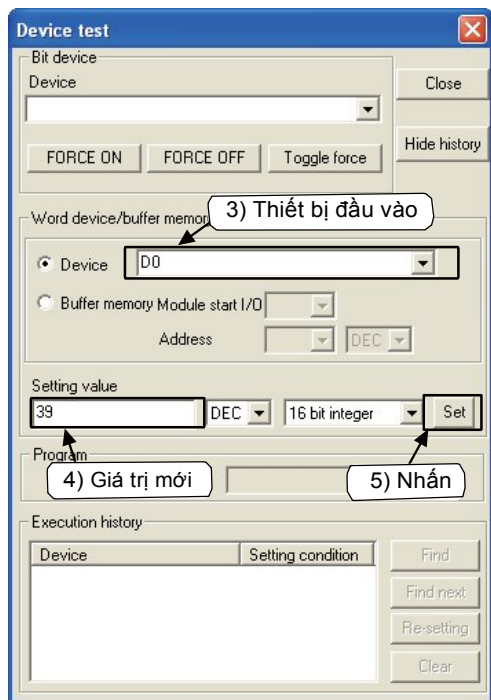 Device test
Bit device
Device
Close
FORCE ON FORCE OFF Toggle force
Hide history
Word device/buffer memor
3) Thiết bị đầu vào
Device D0
Buffer memory Module start I/O
Address DEC
Setting value
39 DEC 16 bit integer Set
Program
4) Giá trị mới
5) Nhấn
Execution history
Device Setting condition
Find
Find next
Re-setting
Clear